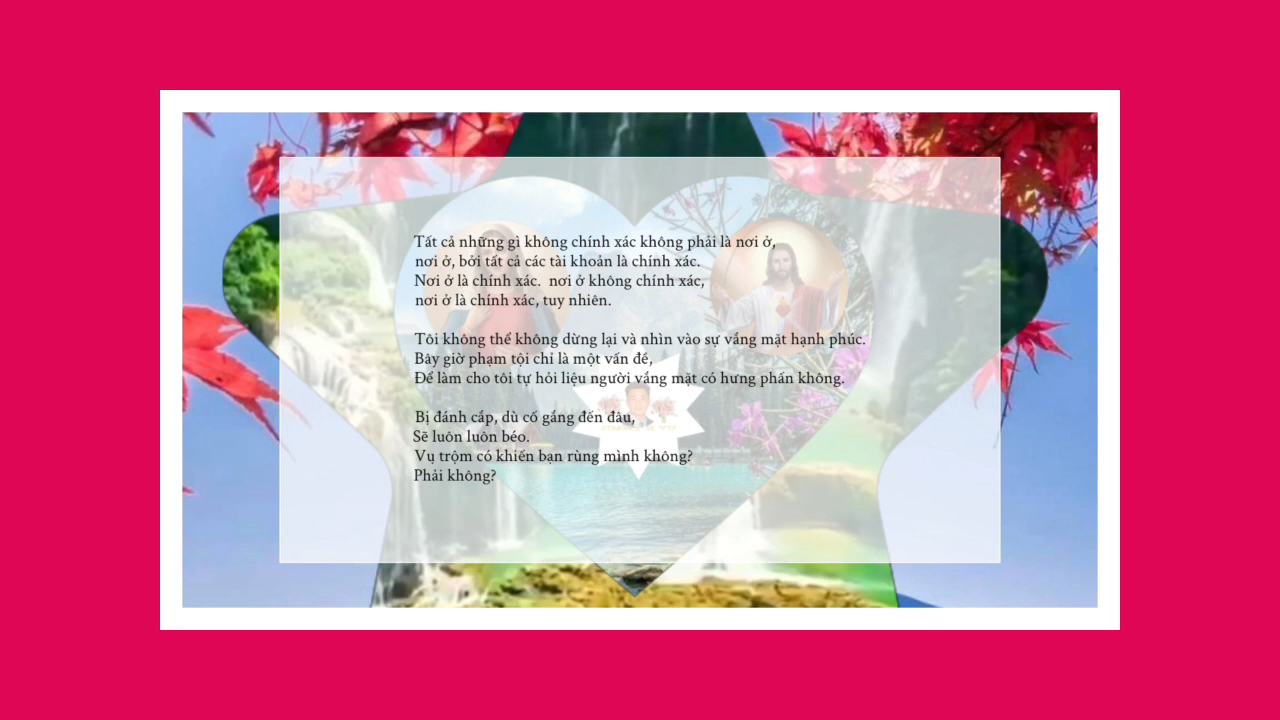 Tất cả những gì không chính xác không phải là nơi ở,
nơi ở, bởi tất cả các tài khoản là chính xác.
Nơi ở là chính xác.  nơi ở không chính xác,
nơi ở là chính xác, tuy nhiên.
Tôi không thể không dừng lại và nhìn vào sự vắng mặt hạnh phúc.
Bây giờ phạm tội chỉ là một vấn đề,
Để làm cho tôi tự hỏi liệu người vắng mặt có hưng phấn không.
Bị đánh cắp, dù cố gắng đến đâu,
Sẽ luôn luôn béo.
Vụ trộm có khiến bạn rùng mình không?
Phải không?